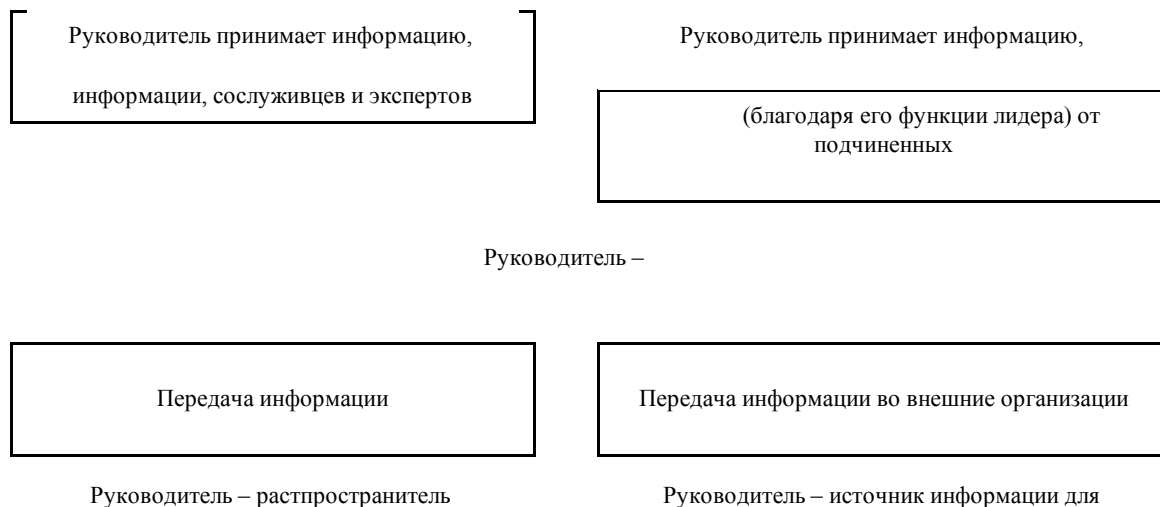 Руководитель принимает информацию,
информации, сослуживцев и экспертов
Руководитель принимает информацию,
(благодаря его функции лидера) от
подчиненных
Руководитель –
Передача информации
Передача информации во внешние организации
Руководитель – растпространитель
Руководитель – источник информации для